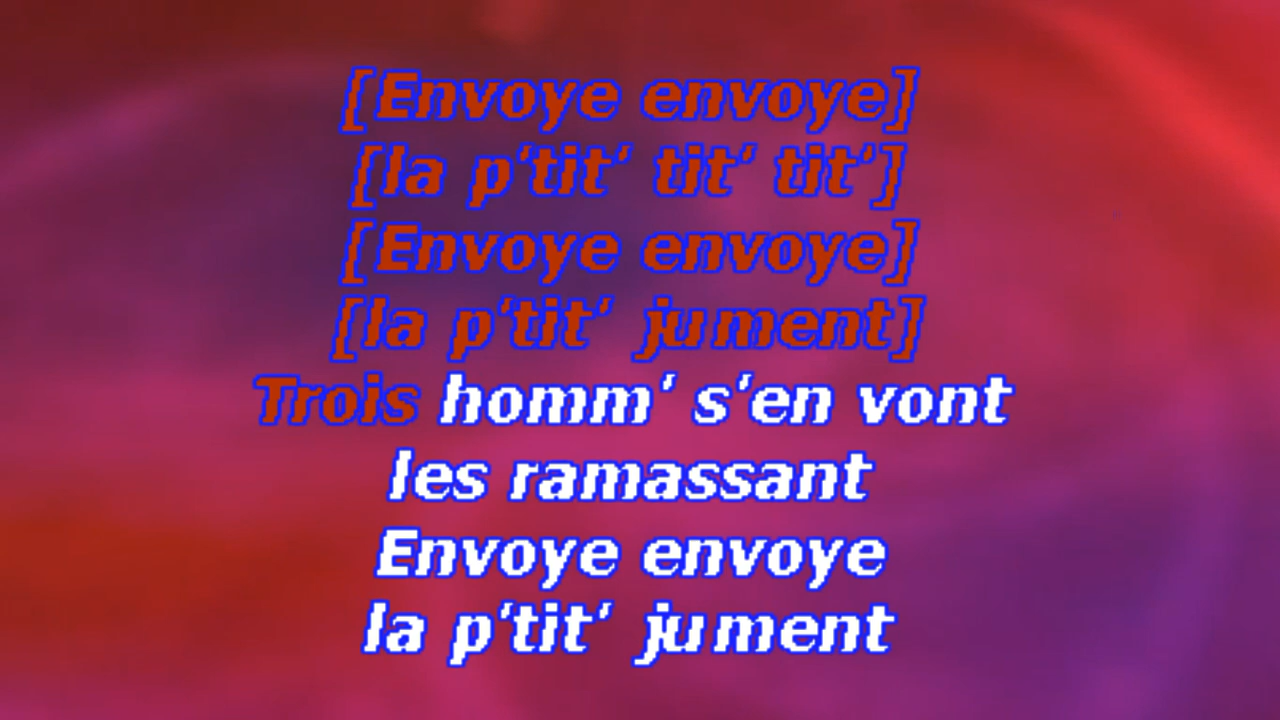 [Envoye envoye]
[la p'tit' tit' tit']
[Envoye envoye]
[la p'tit' jument]
Trois homm' s'en vont
les ramassant
Envoye envoye
la p'tit' jument